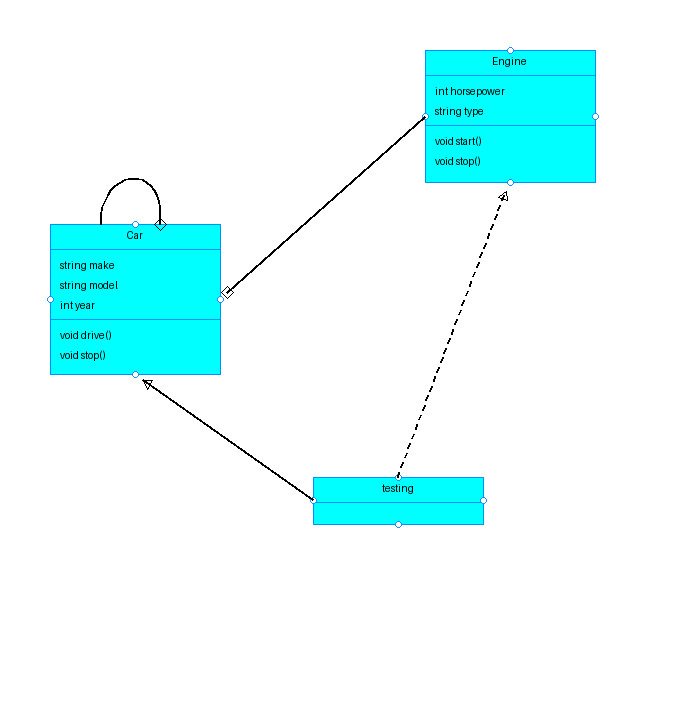 Engine
int horsepower
string type
void start()
void stop()
Car
string make
string model
int year
void drive()
void stop()
testing